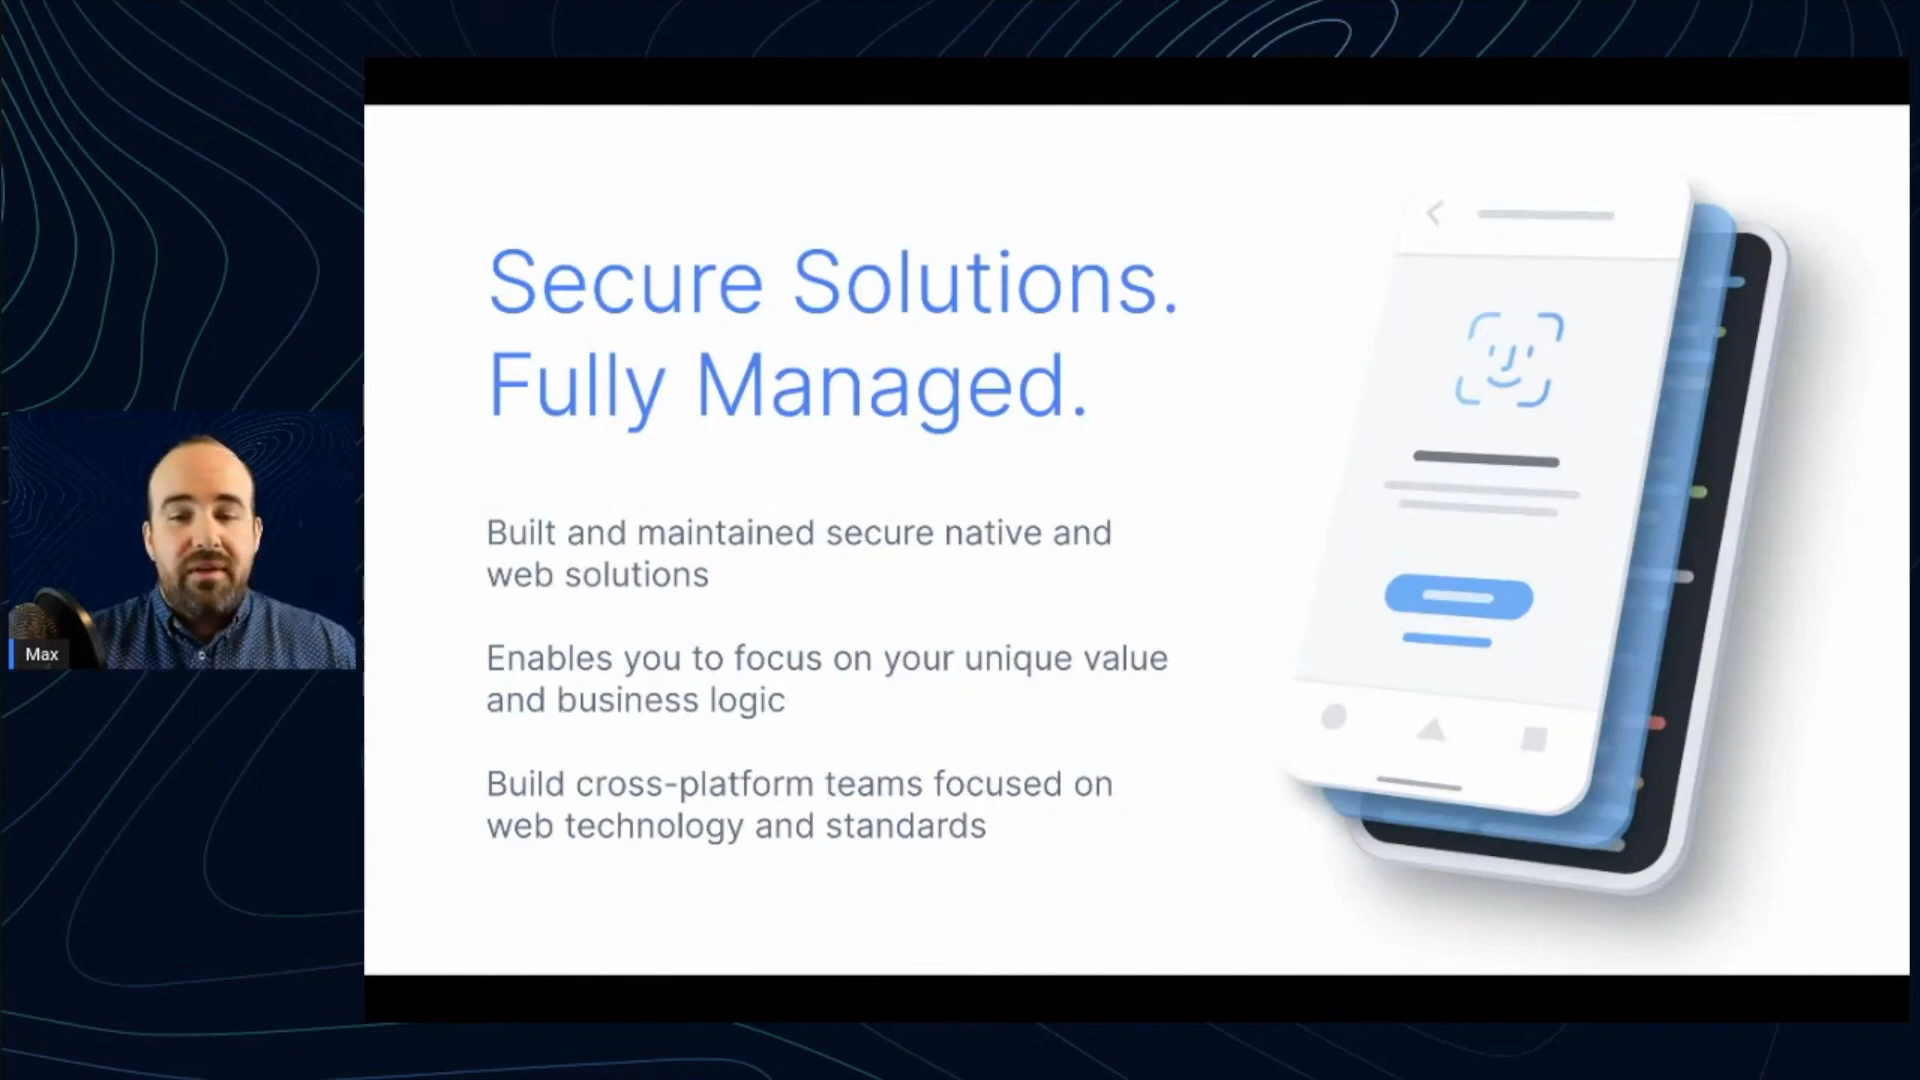 Secure Solutions.
Fully Managed.
Built and maintained secure native and
web solutions
Enables you to focus on your unique value
and business logic
Build cross-platform teams focused on
web technology and standards
Max